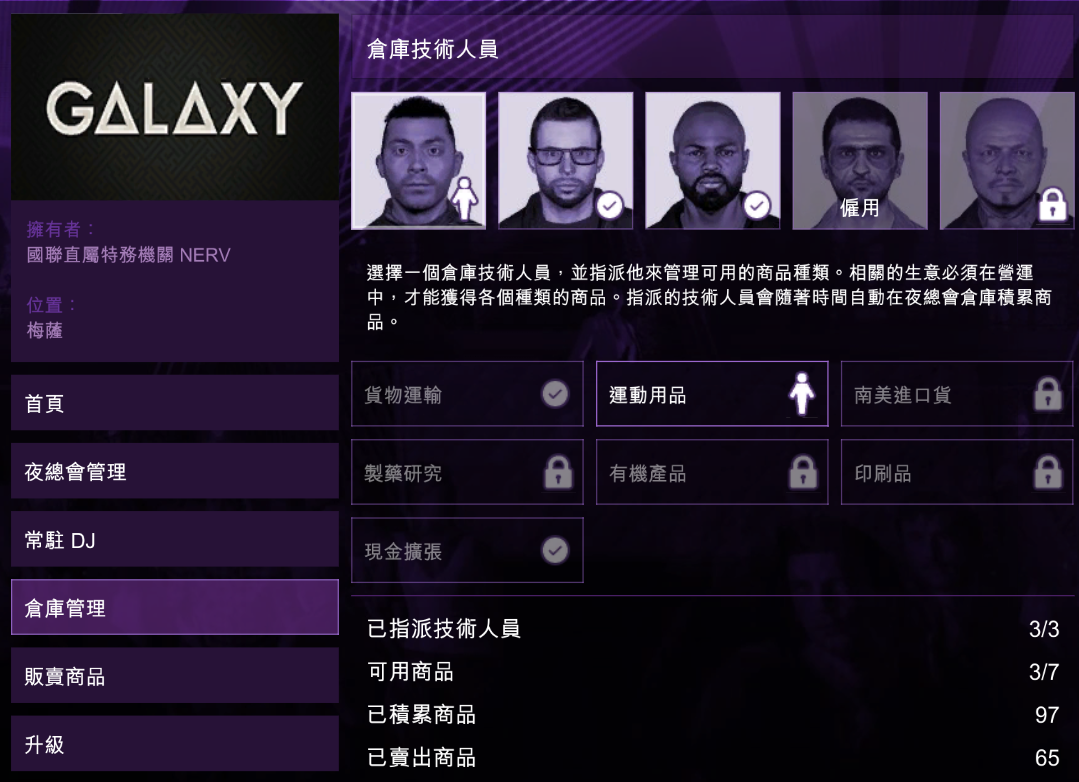 GALAXY
擁有者：
國聯直屬特務機關 NERV
位置：
梅薩
首頁
夜總會管理
常駐 DJ
倉庫管理
販賣商品
升級
倉庫技術人員
僱用
選擇一個倉庫技術人員，並指派他來管理可用的商品種類。相關的生意必須在營運
中，才能獲得各個種類的商品。指派的技術人員會隨著時間自動在夜總會倉庫積累商
品。
貨物運輸
運動用品
南美進口貨
製藥研究
有機產品
印刷品
現金擴張
已指派技術人員 3/3
可用商品 3/7
已積累商品 97
已賣出商品 65